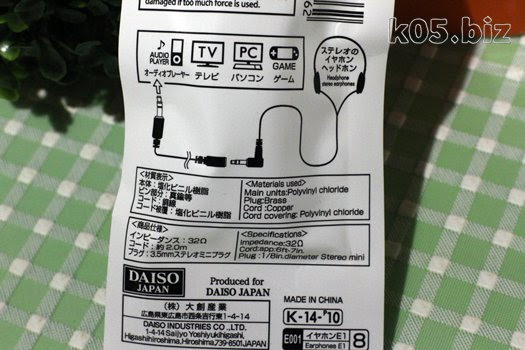 damaged if too much force is used.
62
k05.biz
AUDIO PLAYER
TV
PC
GAME
オーディオプレーヤー
テレビ
パソコン
ゲーム
ステレオの
イヤホン
ヘッドホン
Headphone
stereo earphones
<材質表示>
本体：塩化ビニル樹脂
ピン部分：真鍮等
コード：銅線
コード被覆：塩化ビニル樹脂
<Materials used>
Main units:Polyvinyl chloride
Plug:Brass
Cord:Copper
Cord covering: Polyvinyl chloride
<商品仕様>
インピーダンス：32Ω
コード：約2.0m
プラグ：3.5mmステレオミニプラグ
<Specifications>
Impedance:32Ω
Cord:app.6ft-7in.
Plug:1/8in.diameter Stereo mini
DAISO
JAPAN
Produced for
DAISO JAPAN
(株)大創産業
広島県東広島市西条吉行東1-4-14
DAISO INDUSTRIES CO.,LTD.
1-4-14 Saijyo Yoshiyukihigashi,
Higashihiroshima,Hiroshima,739-8501JAPAN
MADE IN CHINA
K-14-'10
E001
イヤホンE1
Earphones E1
8